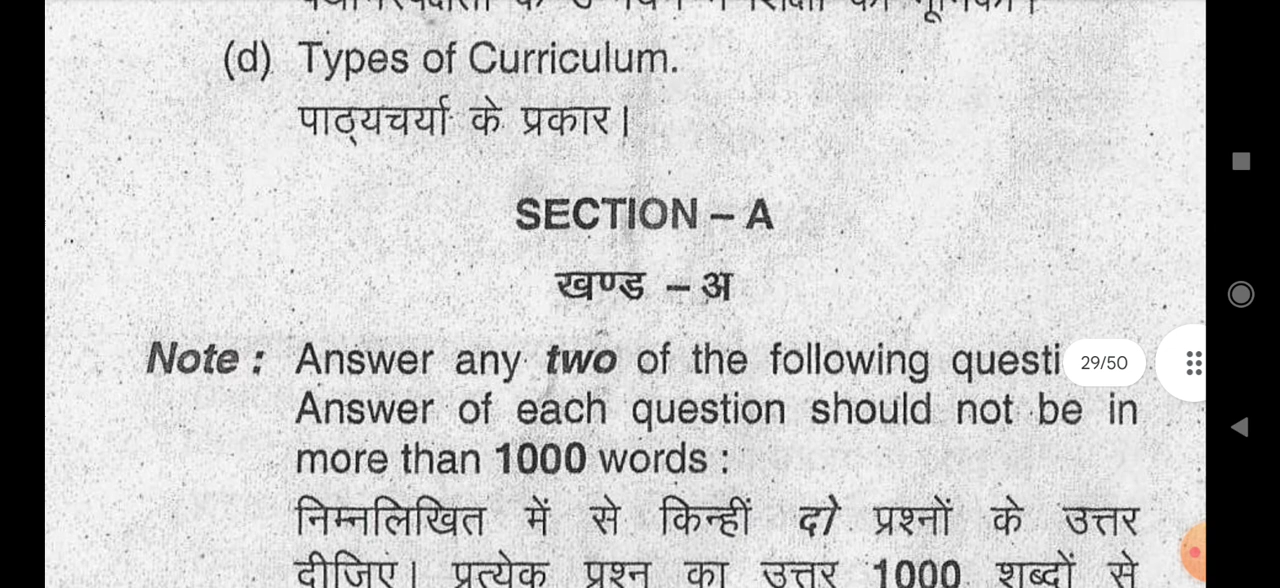 (d) Types of Curriculum.
पाठ्यचर्या के प्रकार।
SECTION – A
खण्ड – अ
Note : Answer any two of the following questi
29/50
Answer of each question should not be in
more than 1000 words :
निम्नलिखित में से किन्हीं दो प्रश्नों के उत्तर
दीजिए। प्रत्येक प्रश्न का उत्तर 1000 शब्दों से